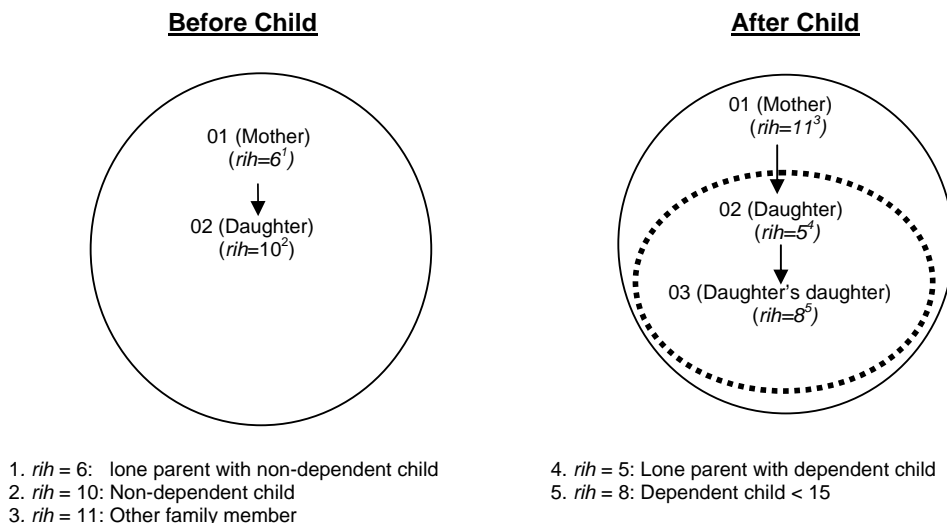 Before Child
01 (Mother)
(rih=6¹)
02 (Daughter)
(rih=10²)
After Child
01 (Mother)
(rih=11³)
02 (Daughter)
(rih=5⁴)
03 (Daughter’s daughter)
(rih=8⁵)
1. rih = 6: lone parent with non-dependent child
2. rih = 10: Non-dependent child
3. rih = 11: Other family member
4. rih = 5: Lone parent with dependent child
5. rih = 8: Dependent child < 15